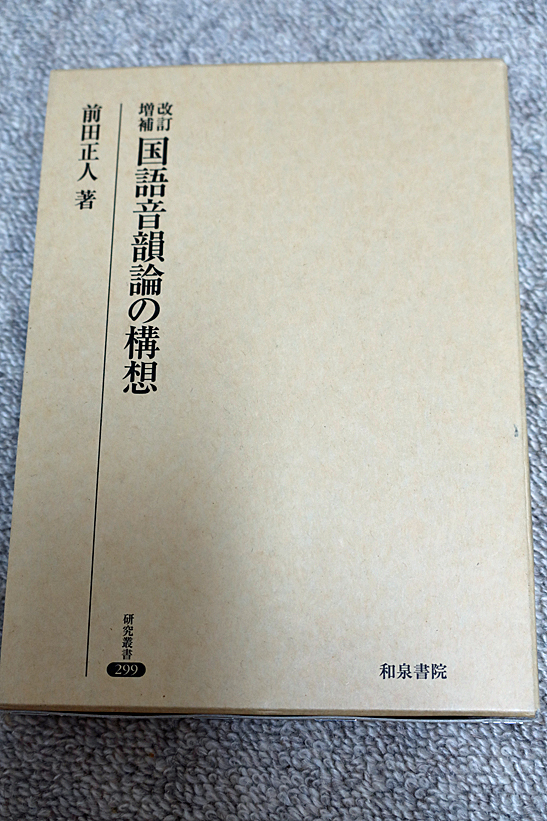 改訂
増補
国語音韻論の構想
前田正人 著
研究叢書
299
和泉書院